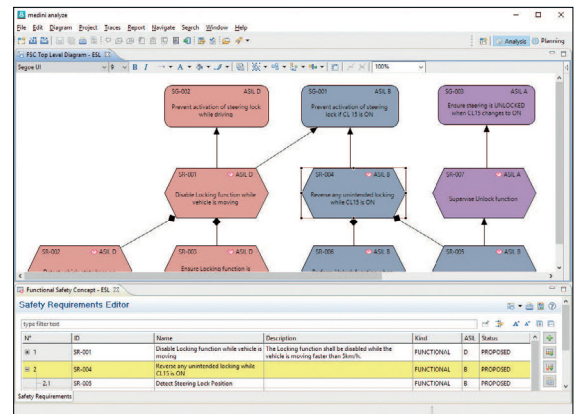 medini analyze
File Edit Diagram Project Traces Report Navigate Search Window Help
Analysis Planning
FSC Top Level Diagram - ESL
Segoe UI 9 B I A 100%
SG-002 ASIL D
Prevent activation of steering lock
while driving
SG-001 ASIL B
Prevent activation of steering
lock if CL 15 is ON
SG-003 ASIL A
Ensure steering is UNLOCKED
when CL15 changes to ON
SR-001 ASIL D
Disable Locking function while
vehicle is moving
SR-004 ASIL B
Reverse any unintended locking
while CL15 is ON
SR-007 ASIL A
Supervise Unlock function
SR-002 ASIL D
SR-003 ASIL D
Ensure Locking function is
SR-006 ASIL B
SR-005 ASIL B
Functional Safety Concept - ESL
Safety Requirements Editor
type filter text
N° ID Name Description Kind ASIL Status
1 SR-001 Disable Locking function while vehicle is moving The Locking function shall be disabled while the vehicle is moving faster than 5km/h. FUNCTIONAL D PROPOSED
2 SR-004 Reverse any unintended locking while CL15 is ON FUNCTIONAL B PROPOSED
2.1 SR-005 Detect Steering Lock Position FUNCTIONAL B PROPOSED
Safety Requirements